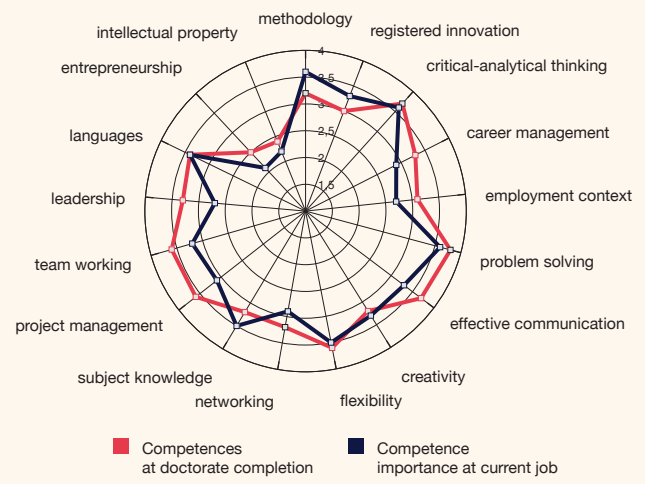 methodology
intellectual property
registered innovation
entrepreneurship
critical-analytical thinking
languages
career management
leadership
employment context
team working
problem solving
project management
effective communication
subject knowledge
creativity
networking
flexibility
4
3,5
3
2,5
2
1,5
Competences
at doctorate completion
Competence
importance at current job